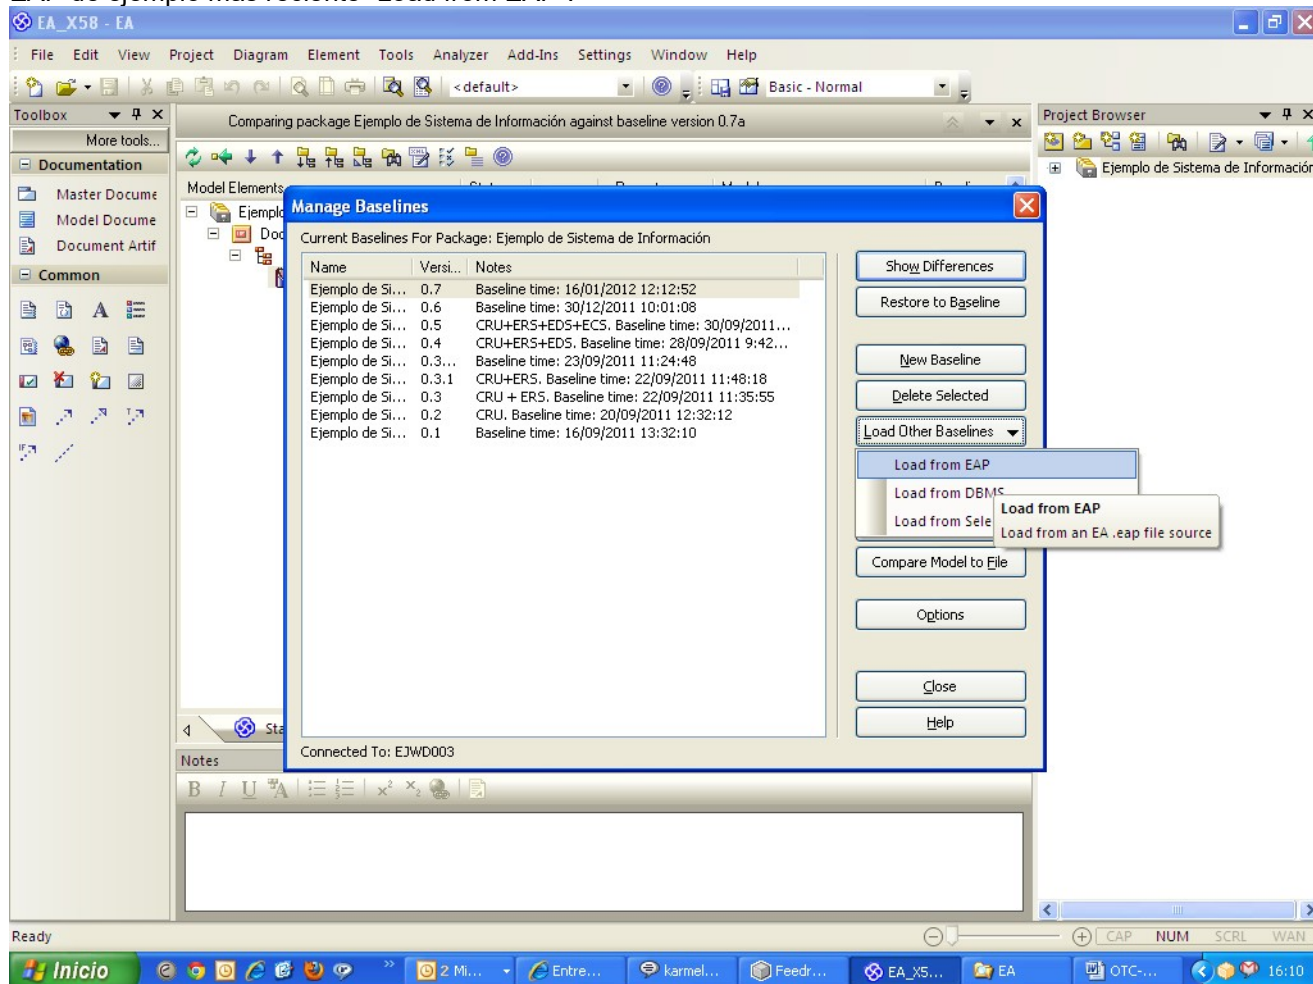 EA_X58 - EA
File Edit View Project Diagram Element Tools Analyzer Add-Ins Settings Window Help
<default> Basic - Normal
Toolbox
More tools...
Documentation
Master Docume
Model Docume
Document Artif
Common
Comparing package Ejemplo de Sistema de Información against baseline version 0.7a
Model Elements
Ejemplo
Doc
Project Browser
Ejemplo de Sistema de Información
Manage Baselines
Current Baselines For Package: Ejemplo de Sistema de Información
Name Versi... Notes
Ejemplo de Si... 0.7 Baseline time: 16/01/2012 12:12:52
Ejemplo de Si... 0.6 Baseline time: 30/12/2011 10:01:08
Ejemplo de Si... 0.5 CRU+ERS+EDS+ECS. Baseline time: 30/09/2011...
Ejemplo de Si... 0.4 CRU+ERS+EDS. Baseline time: 28/09/2011 9:42...
Ejemplo de Si... 0.3... Baseline time: 23/09/2011 11:24:48
Ejemplo de Si... 0.3.1 CRU+ERS. Baseline time: 22/09/2011 11:48:18
Ejemplo de Si... 0.3 CRU + ERS. Baseline time: 22/09/2011 11:35:55
Ejemplo de Si... 0.2 CRU. Baseline time: 20/09/2011 12:32:12
Ejemplo de Si... 0.1 Baseline time: 16/09/2011 13:32:10
Show Differences
Restore to Baseline
New Baseline
Delete Selected
Load Other Baselines
Load from EAP
Load from DBMS
Load from Sele
Load from EAP
Load from an EA .eap file source
Compare Model to File
Options
Close
Help
Connected To: EJWD003
Sta
Notes
B I U A x² x₂
Ready
CAP NUM SCRL WAN
Inicio 2 Mi... Entre... karmel... Feedr... EA_X5... EA OTC-... 16:10